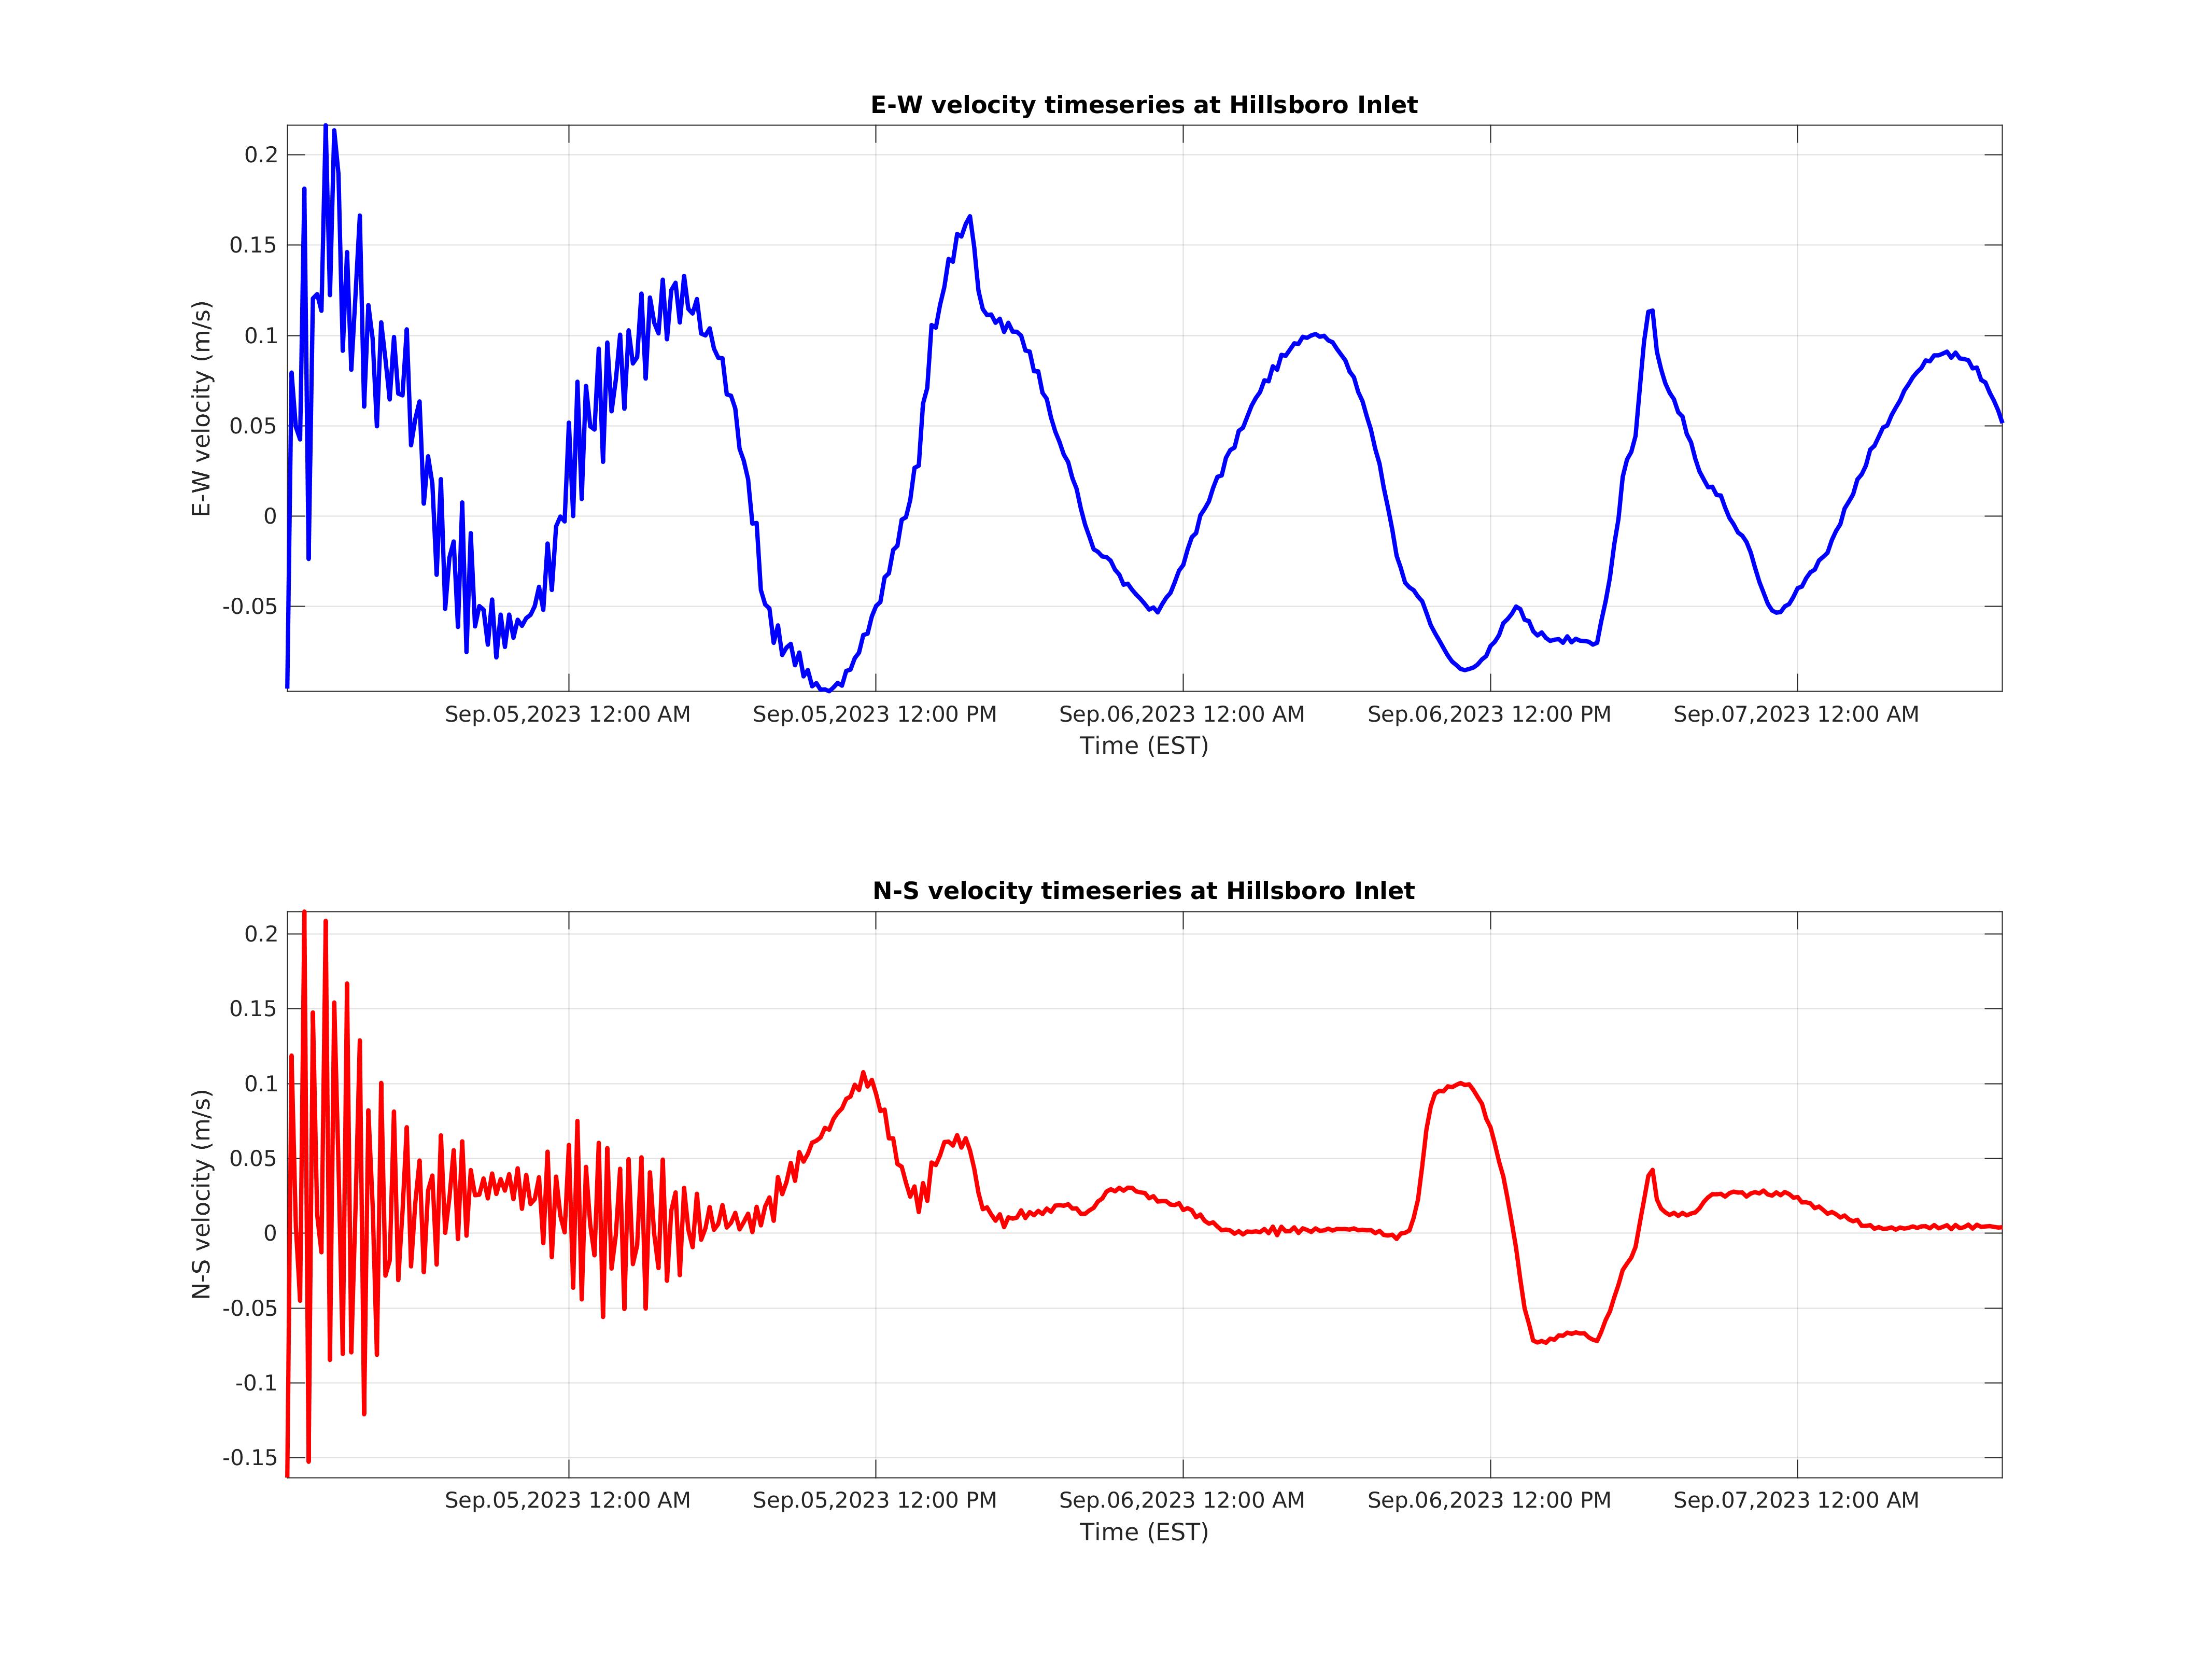 E-W velocity timeseries at Hillsboro Inlet
E-W velocity (m/s)
0.2
0.15
0.1
0.05
0
-0.05
Sep.05,2023 12:00 AM Sep.05,2023 12:00 PM Sep.06,2023 12:00 AM Sep.06,2023 12:00 PM Sep.07,2023 12:00 AM
Time (EST)
N-S velocity timeseries at Hillsboro Inlet
N-S velocity (m/s)
0.2
0.15
0.1
0.05
0
-0.05
-0.1
-0.15
Sep.05,2023 12:00 AM Sep.05,2023 12:00 PM Sep.06,2023 12:00 AM Sep.06,2023 12:00 PM Sep.07,2023 12:00 AM
Time (EST)